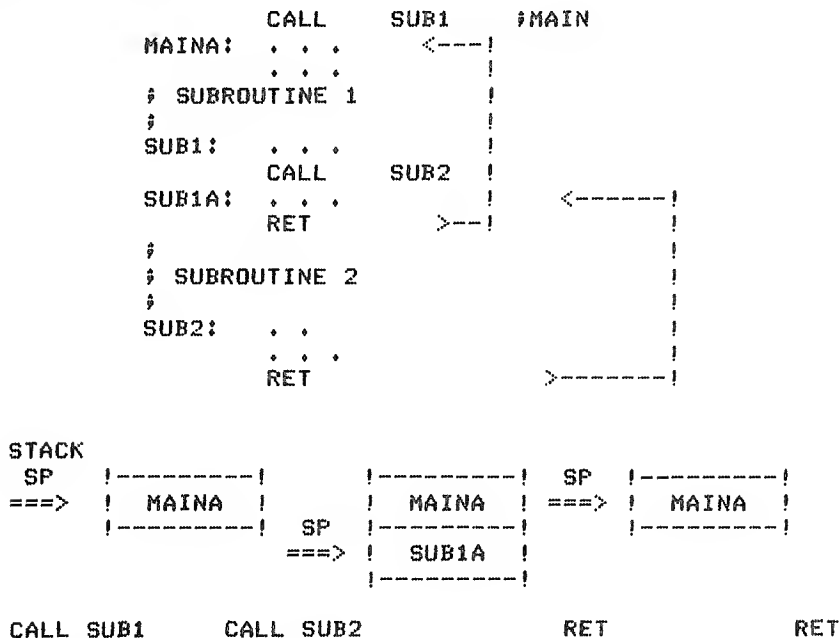 CALL    SUB1    ;MAIN
MAINA:  . . .     <---!
        . . .         !
; SUBROUTINE 1        !
;                     !
SUB1:   . . .         !
        CALL    SUB2  !
SUB1A:  . . .         !    <-------!
        RET       >---!            !
;                                  !
; SUBROUTINE 2                     !
;                                  !
SUB2:   . .                        !
        . . .                      !
        RET               >-------!
STACK
 SP   !---------!           !---------!  SP  !---------!
===>  !  MAINA  !           !  MAINA  ! ===> !  MAINA  !
      !---------!  SP       !---------!      !---------!
                  ===>      !  SUB1A  !
                            !---------!
CALL SUB1    CALL SUB2            RET            RET